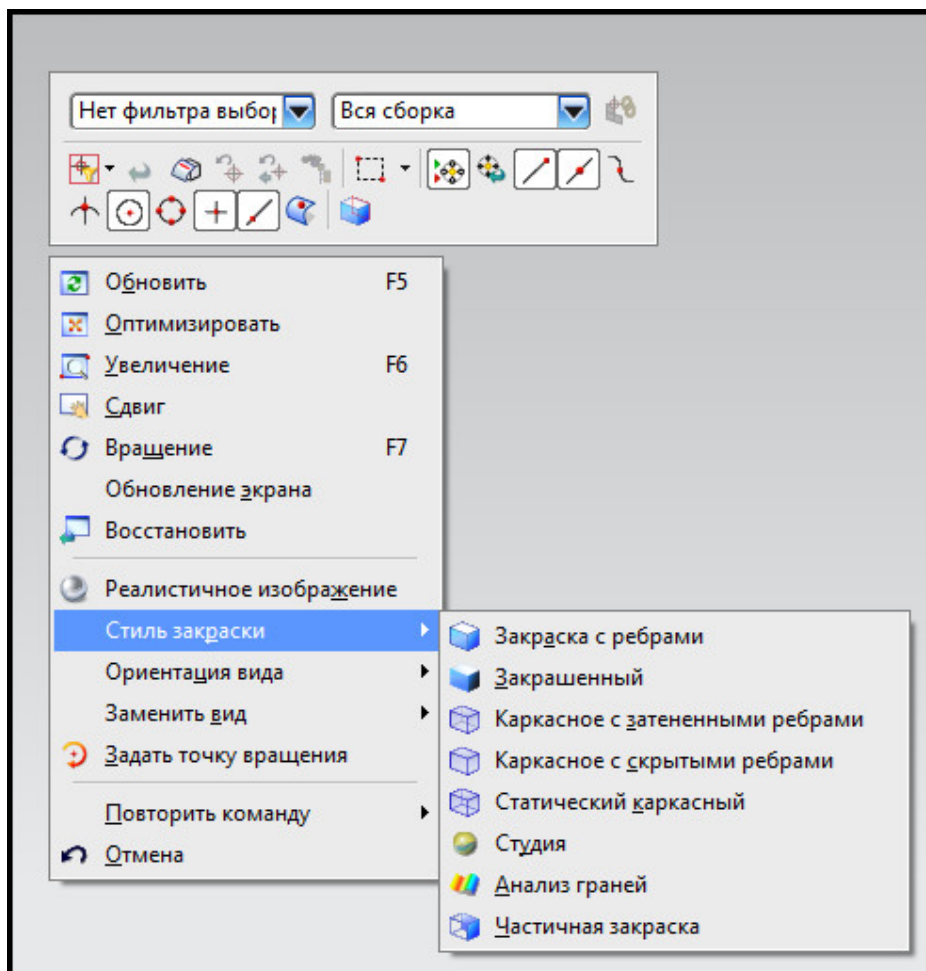 Нет фильтра выбор
Вся сборка
Обновить F5
Оптимизировать
Увеличение F6
Сдвиг
Вращение F7
Обновление экрана
Восстановить
Реалистичное изображение
Стиль закраски
Ориентация вида
Заменить вид
Задать точку вращения
Повторить команду
Отмена
Закраска с ребрами
Закрашенный
Каркасное с затененными ребрами
Каркасное с скрытыми ребрами
Статический каркасный
Студия
Анализ граней
Частичная закраска